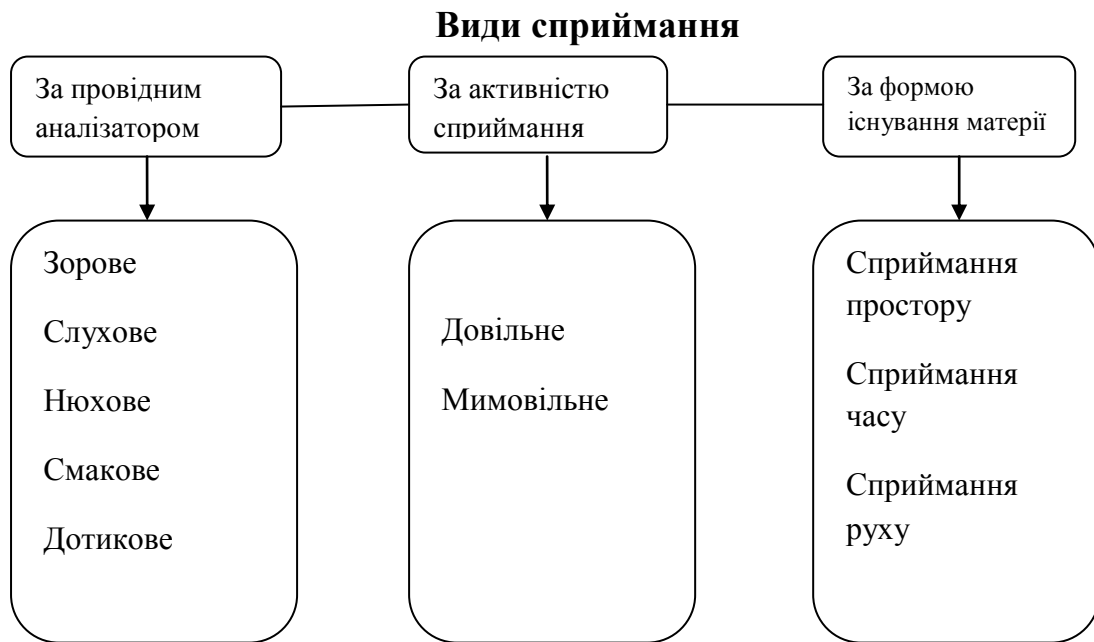 Види сприймання
За провідним
аналізатором
За активністю
сприймання
За формою
існування матерії
Зорове
Слухове
Нюхове
Смакове
Дотикове
Довільне
Мимовільне
Сприймання
простору
Сприймання
часу
Сприймання
руху